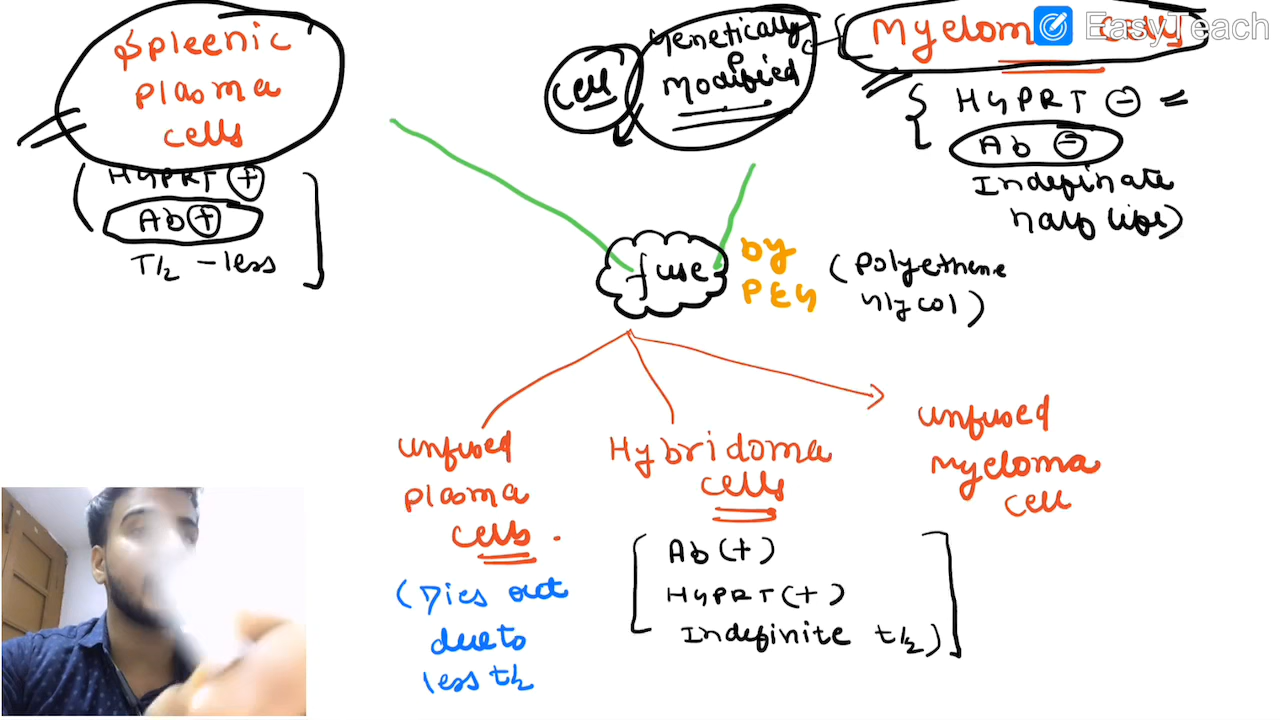 Spleenic
plasma
cells
HGPRT (+)
Ab (+)
T1/2 - less
cell
Genetically
modified
Myeloma cells
EasyTeach
HGPRT (-)
Ab (-)
Indefinate
half life)
fuse
by
PEG
(Polyethene
glycol)
unfused
plasma
cells.
(Dies out
due to
less t1/2
Hybridoma
cells
Ab (+)
HGPRT (+)
Indefinite t1/2)
unfused
Myeloma
cell